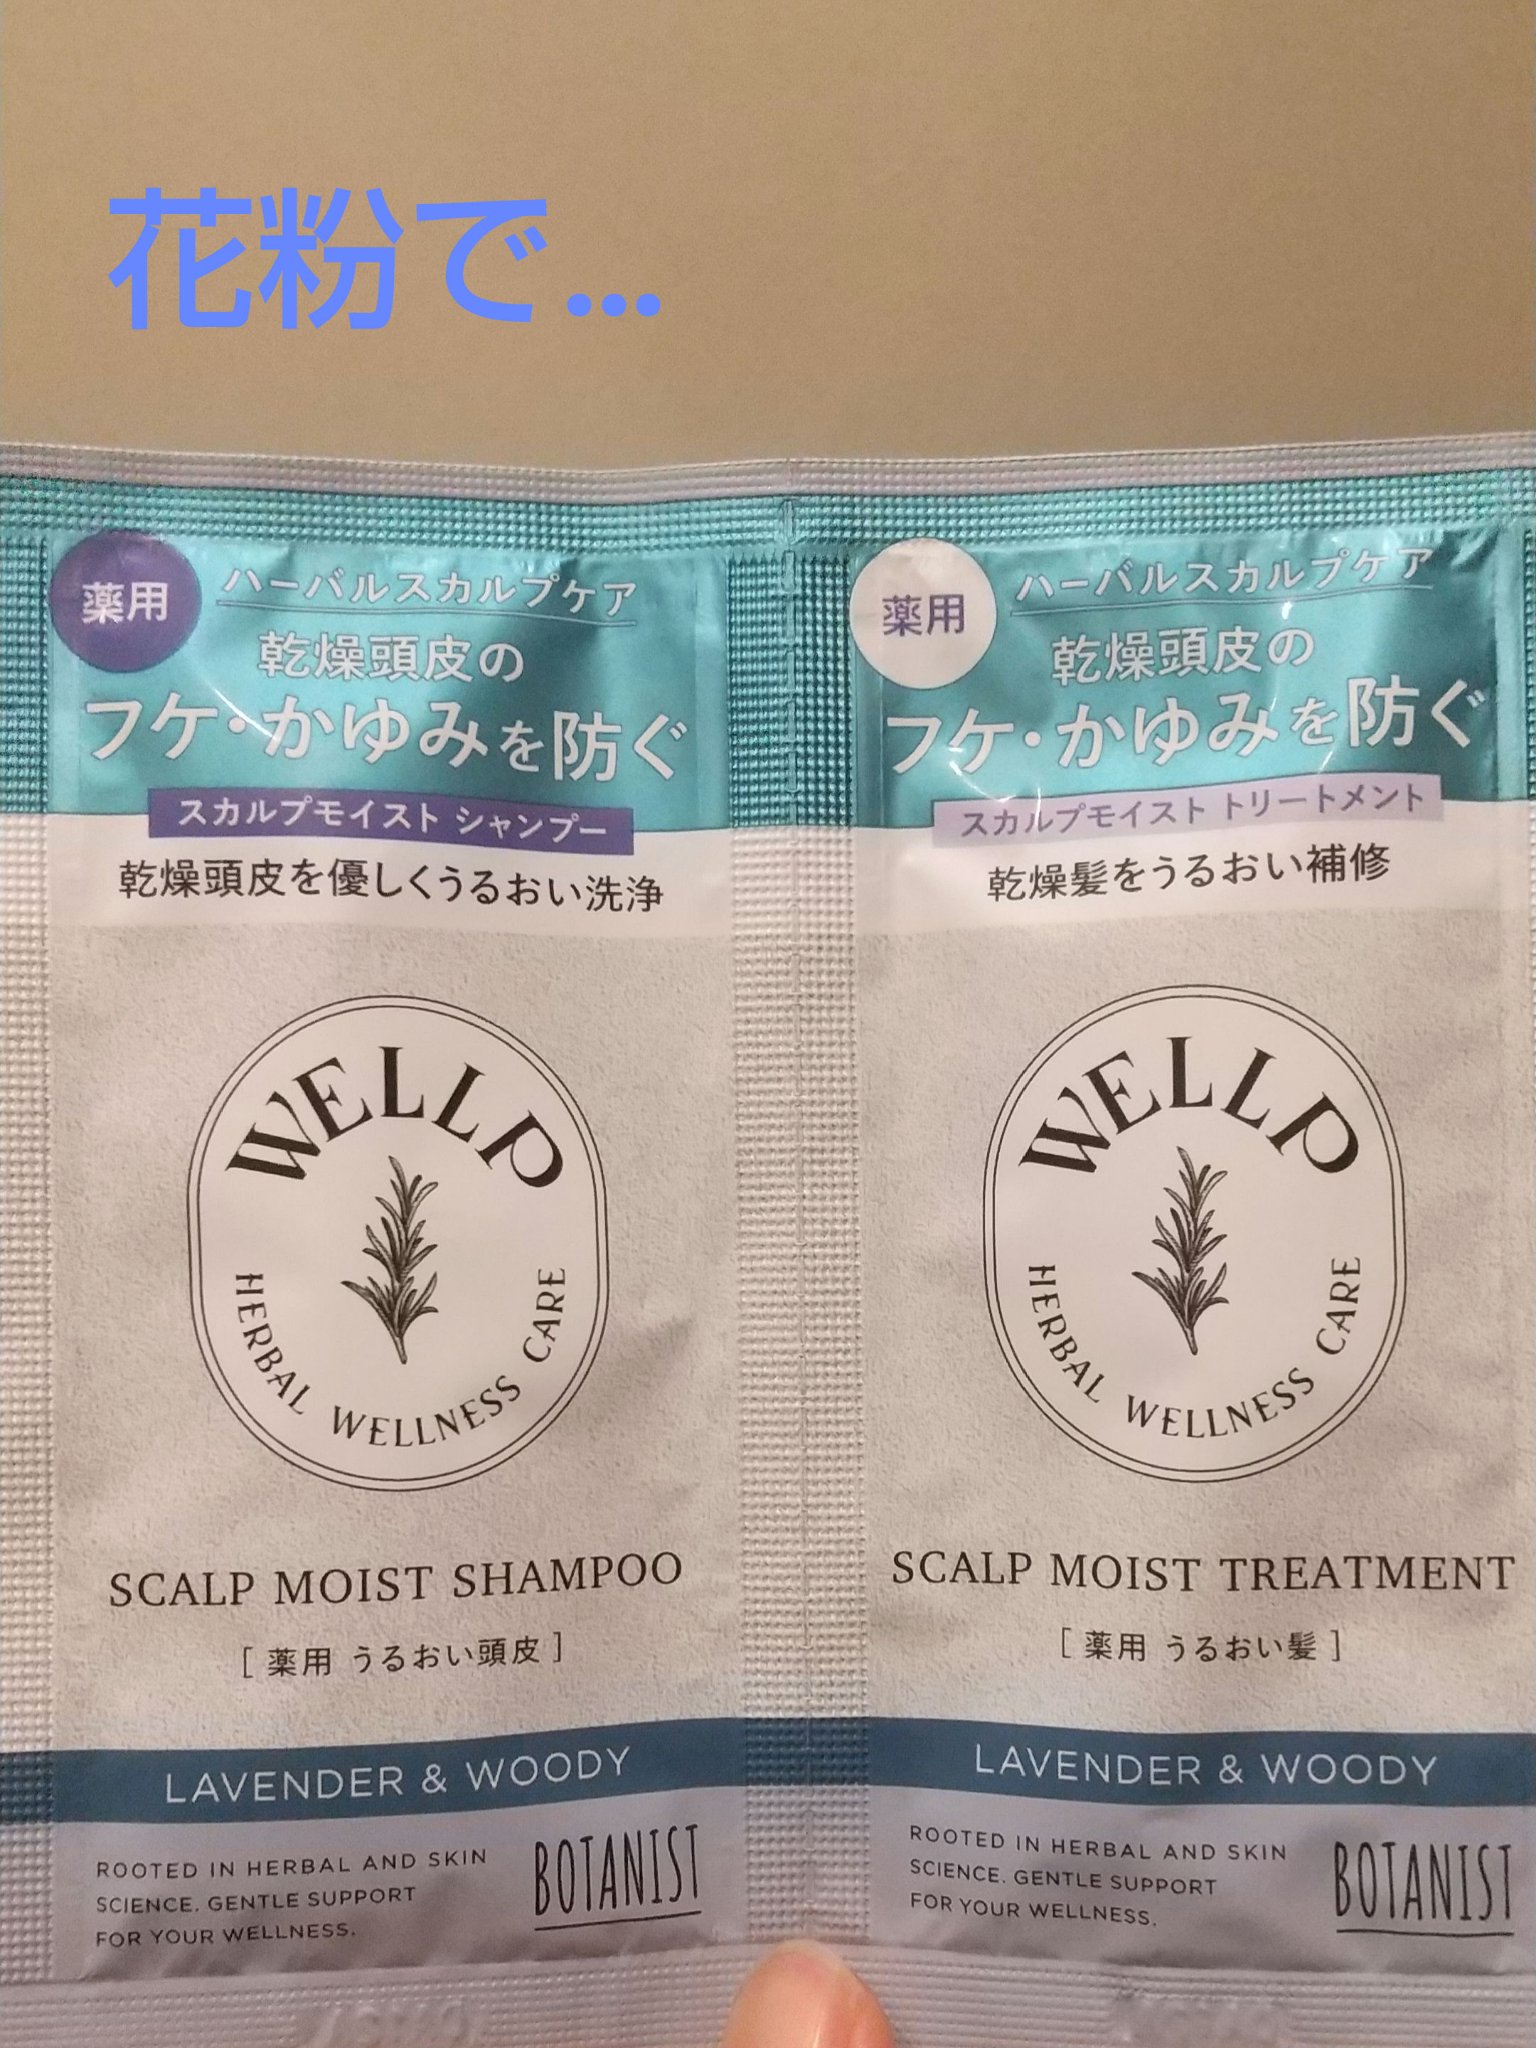 花粉で...
薬用
ハーバルスカルプケア
乾燥頭皮の
フケ・かゆみを防ぐ
スカルプモイスト シャンプー
乾燥頭皮を優しくうるおい洗浄
WELLP
HERBAL WELLNESS CARE
SCALP MOIST SHAMPOO
[ 薬用 うるおい頭皮 ]
LAVENDER & WOODY
ROOTED IN HERBAL AND SKIN
SCIENCE. GENTLE SUPPORT
FOR YOUR WELLNESS.
BOTANIST
薬用
ハーバルスカルプケア
乾燥頭皮の
フケ・かゆみを防ぐ
スカルプモイスト トリートメント
乾燥髪をうるおい補修
WELLP
HERBAL WELLNESS CARE
SCALP MOIST TREATMENT
[ 薬用 うるおい髪 ]
LAVENDER & WOODY
ROOTED IN HERBAL AND SKIN
SCIENCE. GENTLE SUPPORT
FOR YOUR WELLNESS.
BOTANIST